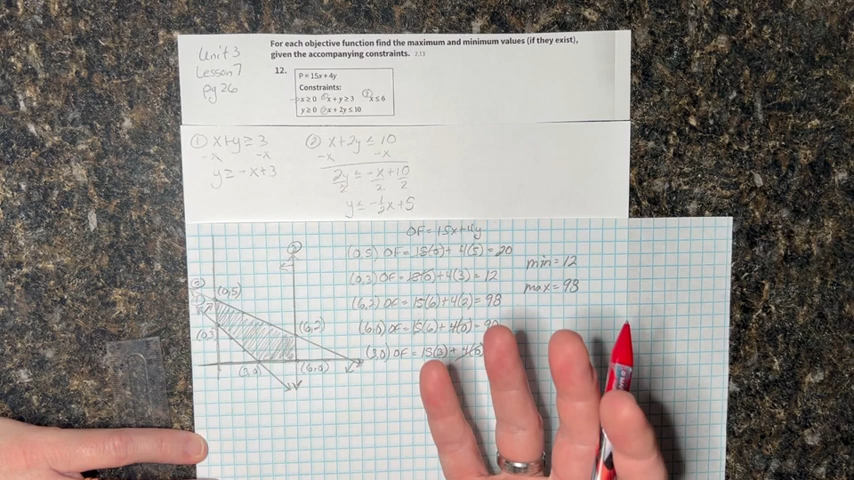 Unit 3
Lesson 7
pg 26
For each objective function find the maximum and minimum values (if they exist),
given the accompanying constraints. 2.13
12.
P = 15x + 4y
Constraints:
x ≥ 0 ① x + y ≥ 3 ③ x ≤ 6
y ≥ 0 ② x + 2y ≤ 10
① x+y ≥ 3
-x -x
y ≥ -x+3
② x+2y ≤ 10
-x -x
2y ≤ -x+10
2 2 2
y ≤ -½x+5
OF = 15x+4y
(0,5) OF = 15(0)+4(5) = 20
(0,3) OF = 15(0)+4(3) = 12
(6,2) OF = 15(6)+4(2) = 98
(6,0) OF = 15(6)+4(0) = 90
(3,0) OF = 15(3)+4(0)
min = 12
max = 98
(0,5)
(0,3)
(6,2)
(3,0)
(6,0)